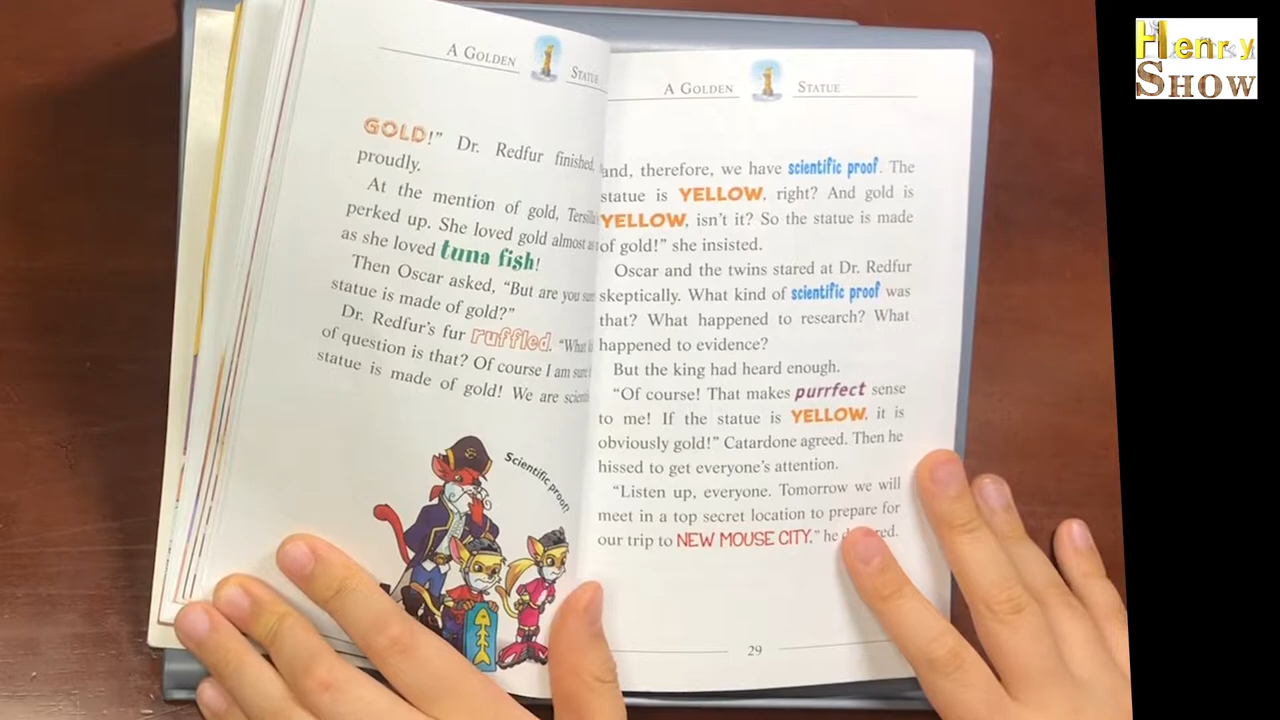 A GOLDEN STATUE
GOLD!" Dr. Redfur finished,
proudly.
At the mention of gold, Tersilla
perked up. She loved gold almost as
as she loved tuna fish!
Then Oscar asked, "But are you sure
statue is made of gold?"
Dr. Redfur's fur ruffled. "What
of question is that? Of course I am sure
statue is made of gold! We are
Scientific proof!
A GOLDEN STATUE
and, therefore, we have scientific proof. The
statue is YELLOW, right? And gold is
YELLOW, isn't it? So the statue is made
of gold!" she insisted.
Oscar and the twins stared at Dr. Redfur
skeptically. What kind of scientific proof was
that? What happened to research? What
happened to evidence?
But the king had heard enough.
"Of course! That makes purrfect sense
to me! If the statue is YELLOW, it is
obviously gold!" Catardone agreed. Then he
hissed to get everyone's attention.
"Listen up, everyone. Tomorrow we will
meet in a top secret location to prepare for
our trip to NEW MOUSE CITY," he
29
Henry
SHOW